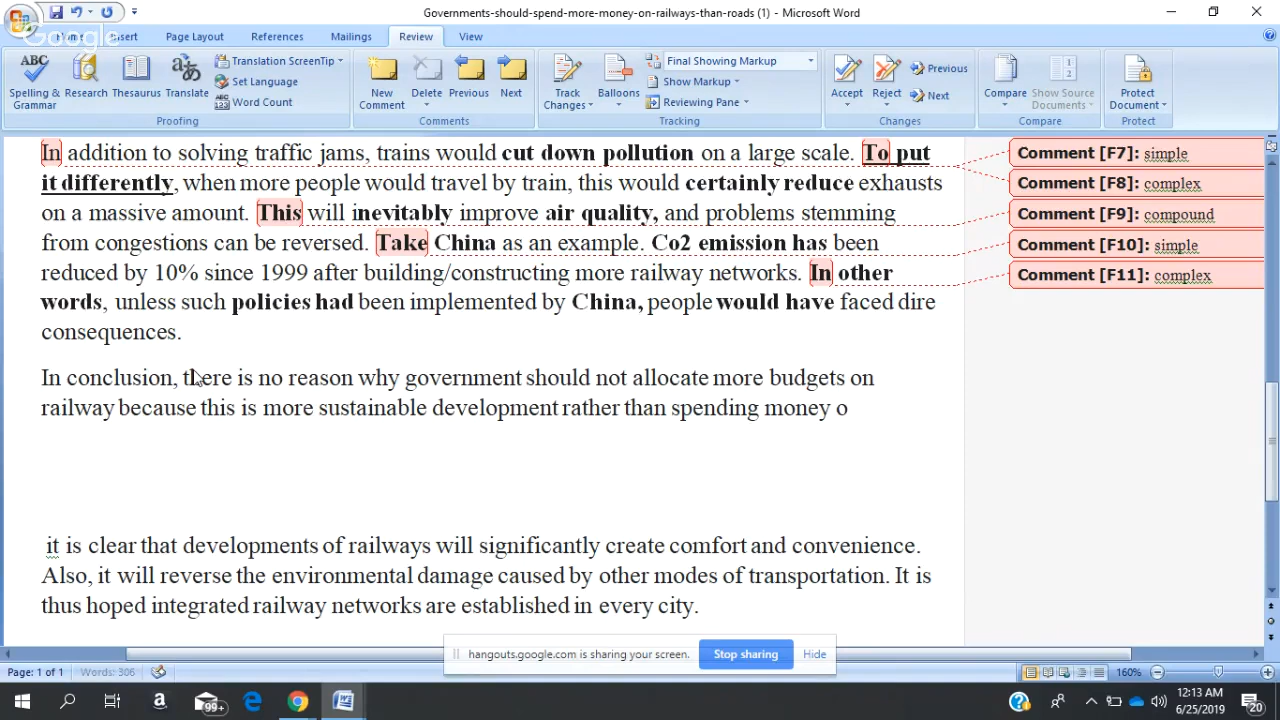 Governments-should-spend-more-money-on-railways-than-roads (1) - Microsoft Word
Google
Home Insert Page Layout References Mailings Review View
ABC Spelling & Grammar
Research
Thesaurus
Translate
Translation ScreenTip
Set Language
Word Count
Proofing
New Comment
Delete
Previous
Next
Comments
Track Changes
Balloons
Final Showing Markup
Show Markup
Reviewing Pane
Tracking
Accept
Reject
Previous
Next
Changes
Compare
Show Source Documents
Compare
Protect Document
Protect
In addition to solving traffic jams, trains would cut down pollution on a large scale. To put
it differently, when more people would travel by train, this would certainly reduce exhausts
on a massive amount. This will inevitably improve air quality, and problems stemming
from congestions can be reversed. Take China as an example. Co2 emission has been
reduced by 10% since 1999 after building/constructing more railway networks. In other
words, unless such policies had been implemented by China, people would have faced dire
consequences.
Comment [F7]: simple
Comment [F8]: complex
Comment [F9]: compound
Comment [F10]: simple
Comment [F11]: complex
In conclusion, there is no reason why government should not allocate more budgets on
railway because this is more sustainable development rather than spending money o
it is clear that developments of railways will significantly create comfort and convenience.
Also, it will reverse the environmental damage caused by other modes of transportation. It is
thus hoped integrated railway networks are established in every city.
hangouts.google.com is sharing your screen. Stop sharing Hide
Page: 1 of 1 Words: 306 160%
99+
12:13 AM
6/25/2019
20